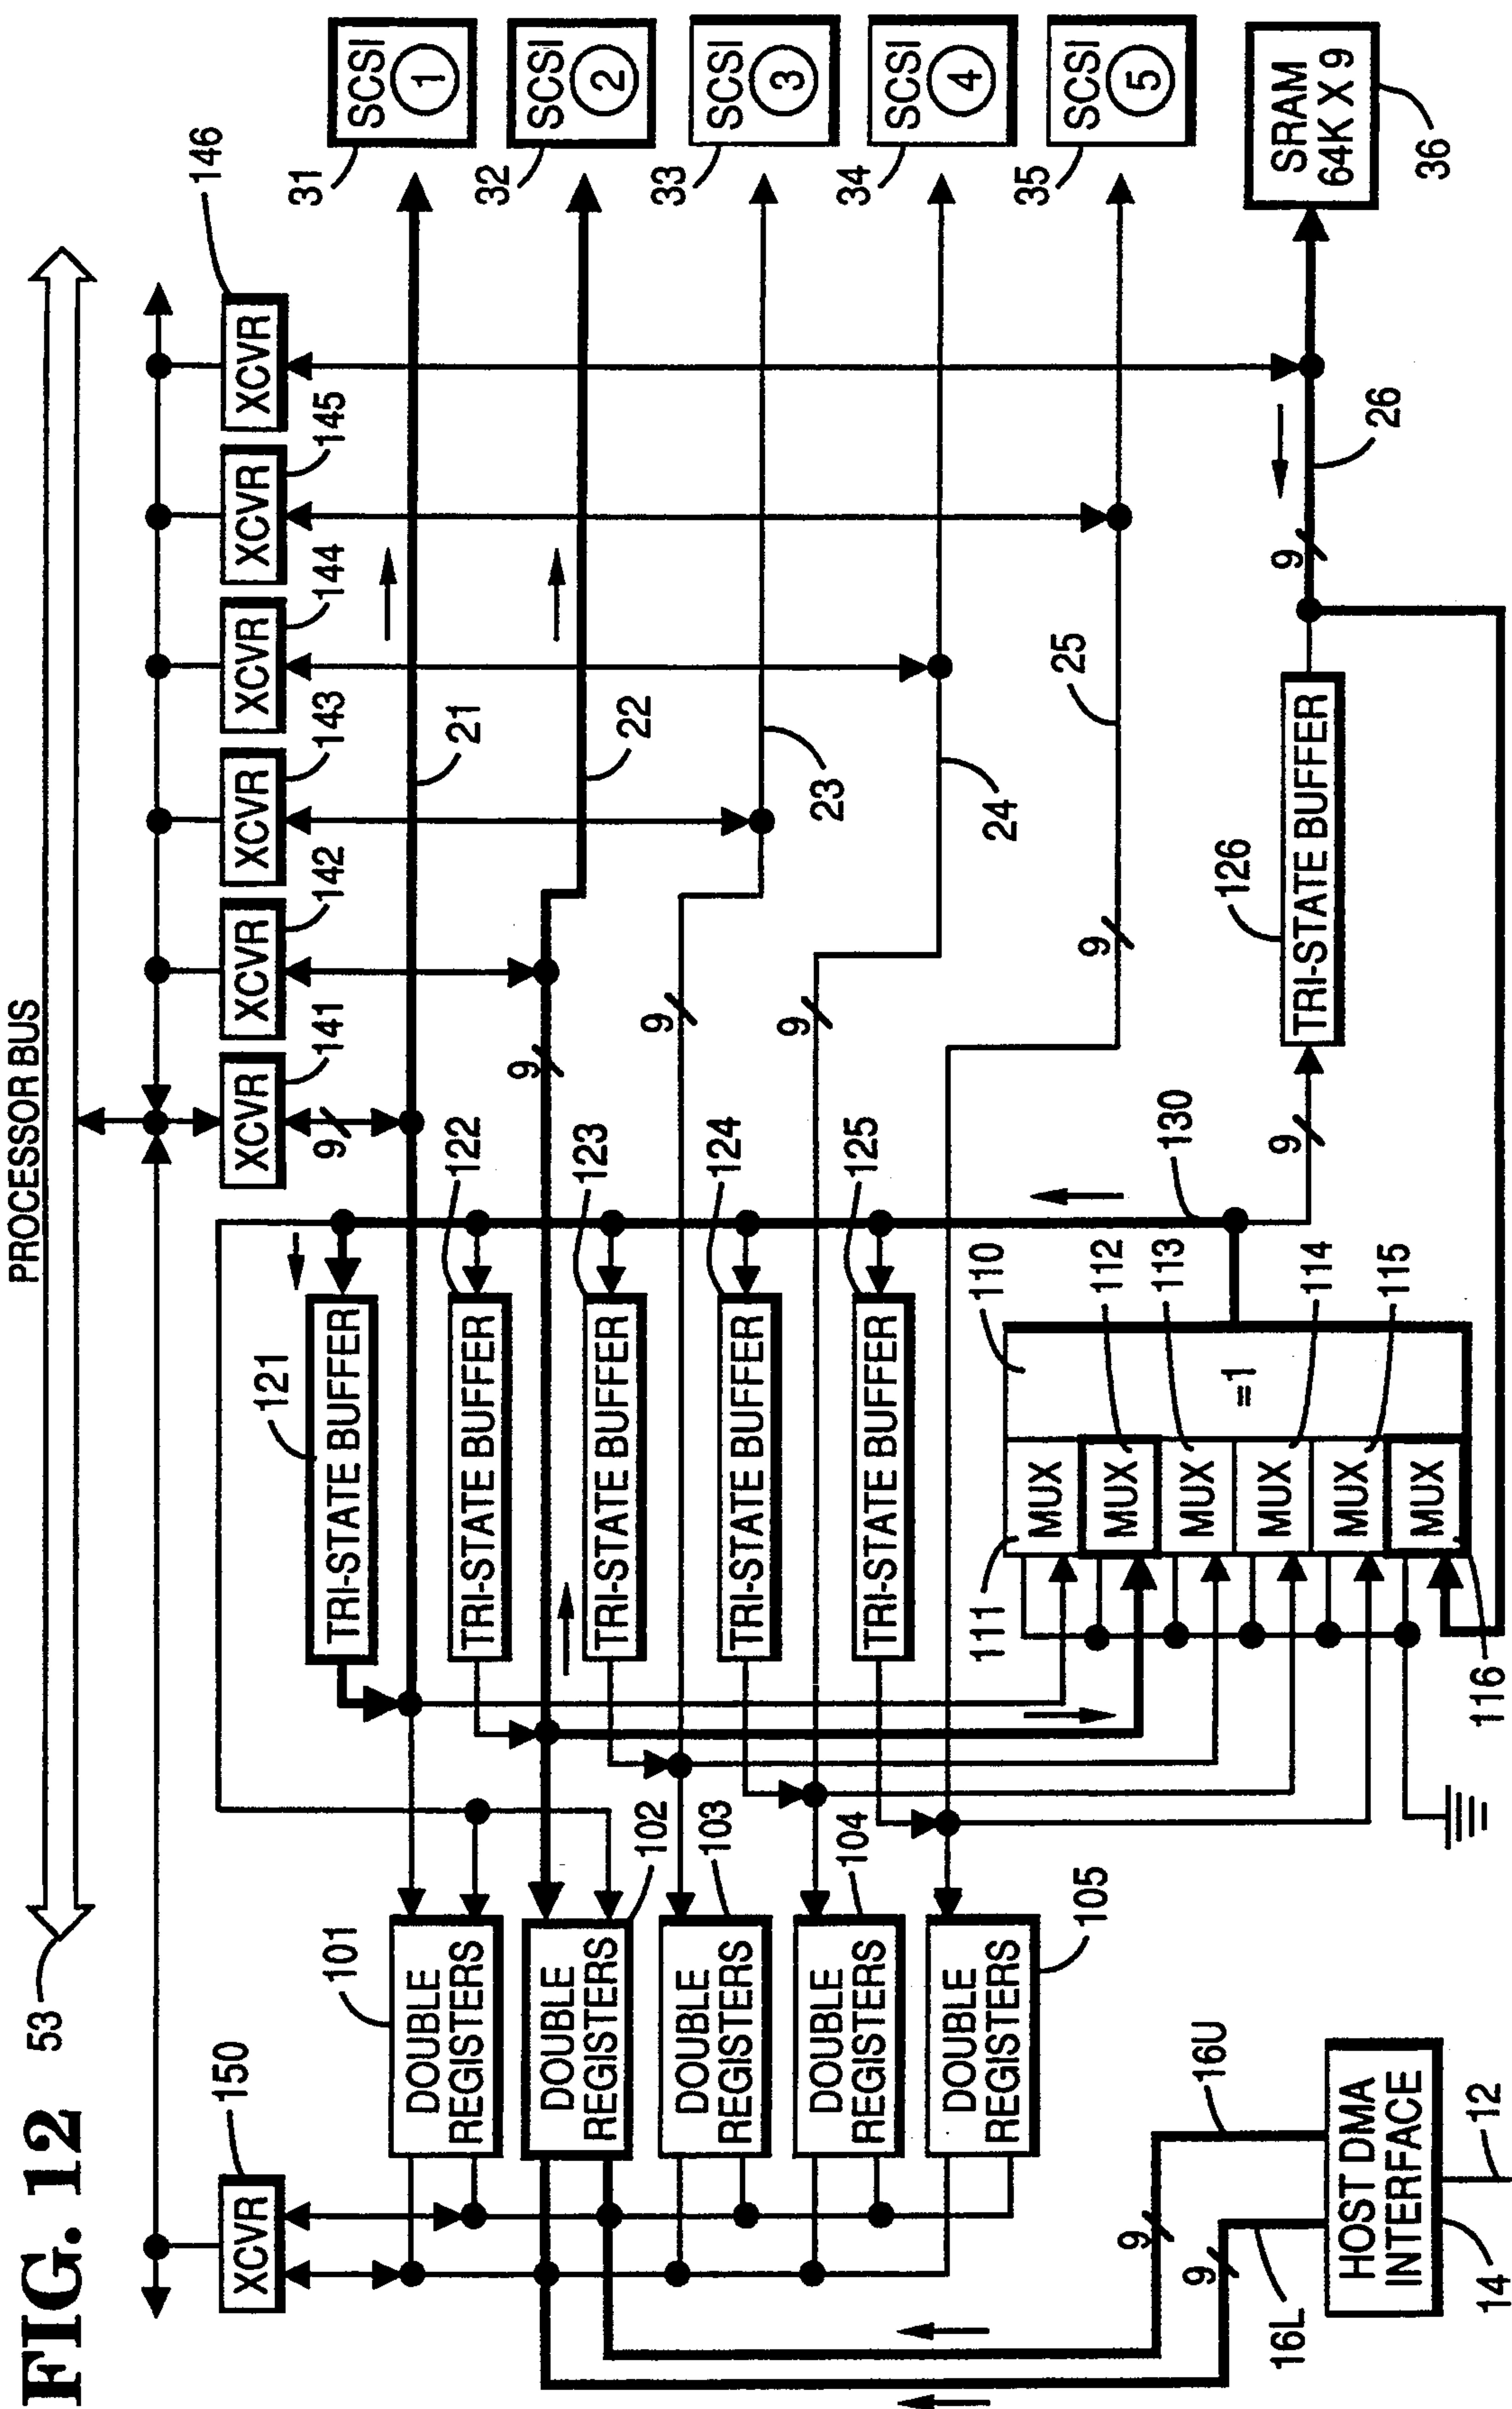 FIG. 12
PROCESSOR BUS
53
150
XCVR
XCVR
141
XCVR
142
XCVR
143
XCVR
144
XCVR
145
XCVR
146
9
101
DOUBLE
REGISTERS
DOUBLE
REGISTERS
102
DOUBLE
REGISTERS
103
DOUBLE
REGISTERS
104
DOUBLE
REGISTERS
105
121
TRI-STATE BUFFER
TRI-STATE BUFFER
122
TRI-STATE BUFFER
123
TRI-STATE BUFFER
124
TRI-STATE BUFFER
125
21
22
23
24
25
9
9
9
9
31
SCSI
1
32
SCSI
2
33
SCSI
3
34
SCSI
4
35
SCSI
5
130
110
112
113
114
115
111
MUX
MUX
MUX
MUX
MUX
MUX
=1
116
9
126
TRI-STATE BUFFER
9
26
SRAM
64K X 9
36
16U
9
9
16L
HOST DMA
INTERFACE
14
12